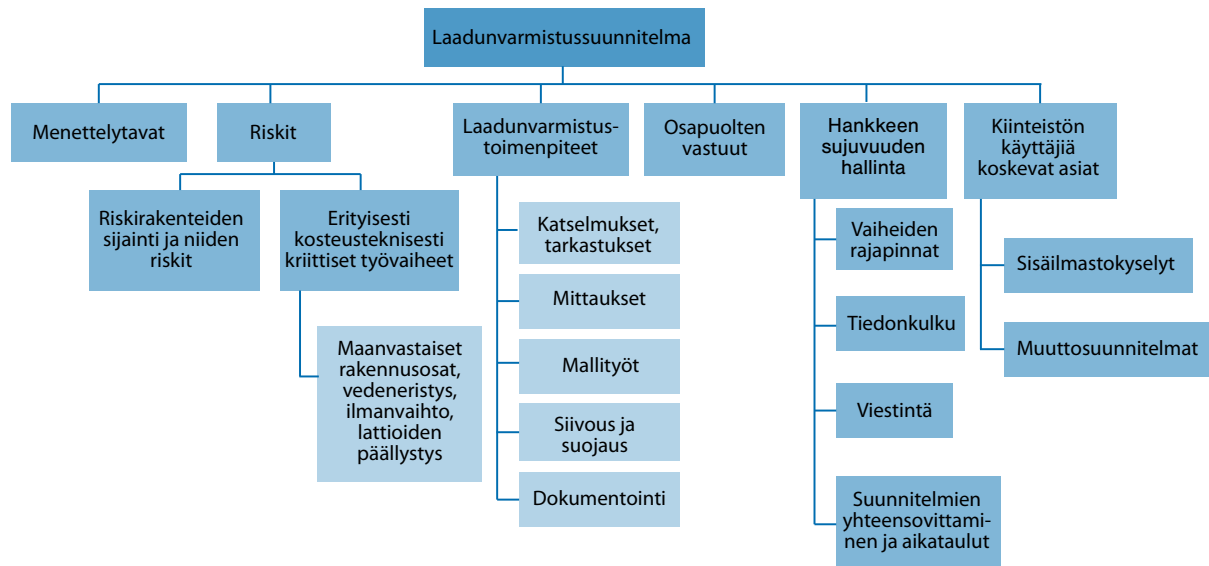 Laadunvarmistussuunnitelma
Menettelytavat
Riskit
Laadunvarmistus-
toimenpiteet
Osapuolten
vastuut
Hankkeen
sujuvuuden
hallinta
Kiinteistön
käyttäjiä
koskevat asiat
Riskirakenteiden
sijainti ja niiden
riskit
Erityisesti
kosteusteknisesti
kriittiset työvaiheet
Maanvastaiset
rakennusosat,
vedeneristys,
ilmanvaihto,
lattioiden
päällystys
Katselmukset,
tarkastukset
Mittaukset
Mallityöt
Siivous ja
suojaus
Dokumentointi
Vaiheiden
rajapinnat
Tiedonkulku
Viestintä
Suunnitelmien
yhteensovittami-
nen ja aikataulut
Sisäilmastokyselyt
Muuttosuunnitelmat